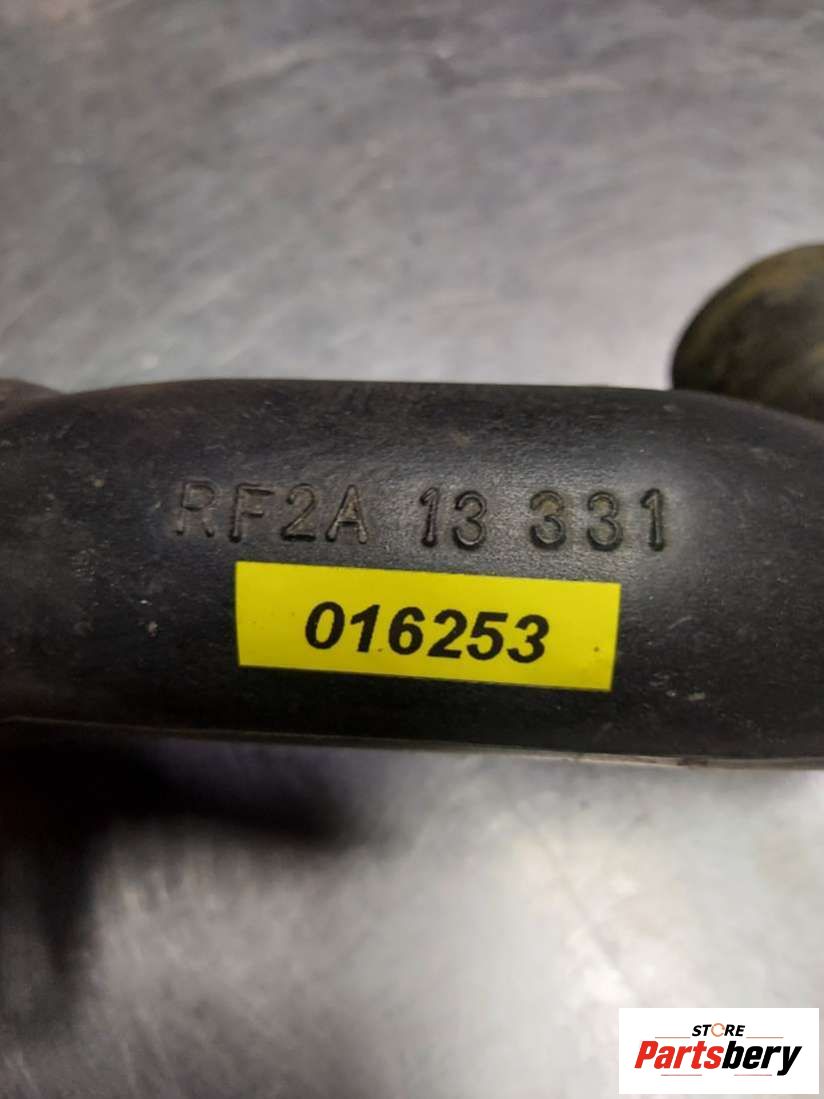 RF2A 13 331
016253
STORE
Partsbery